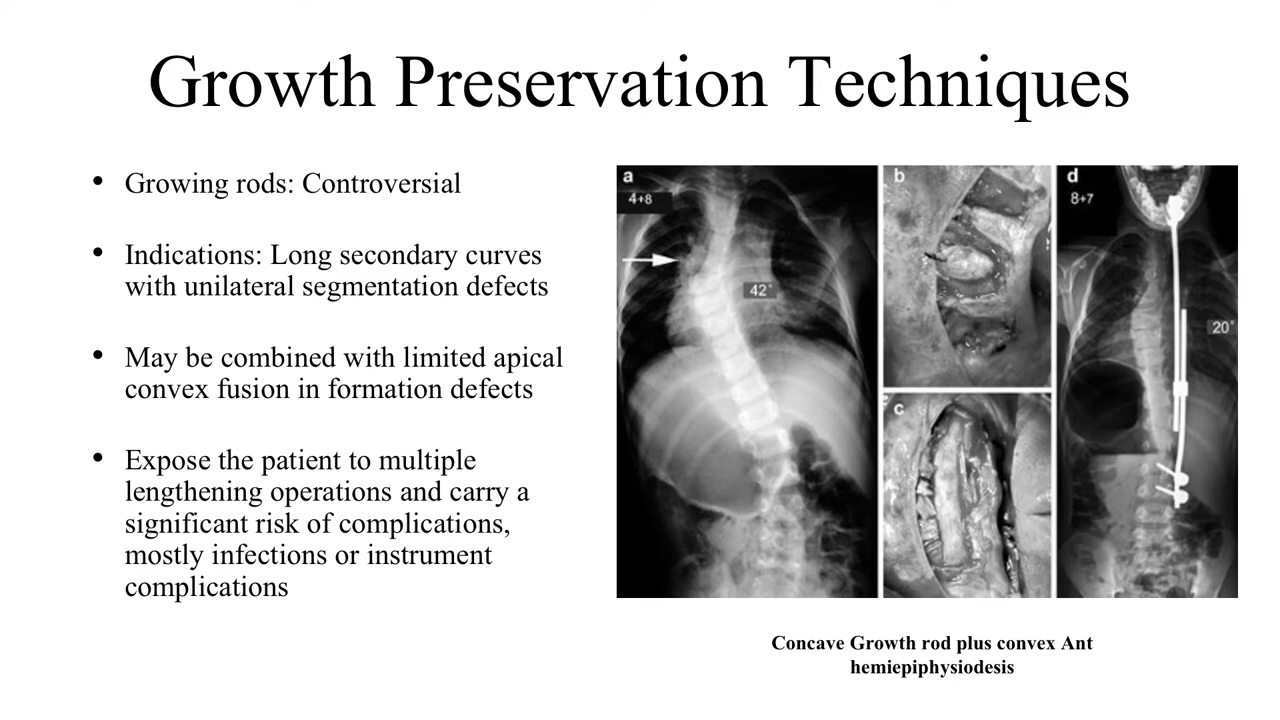 Growth Preservation Techniques
• Growing rods: Controversial
• Indications: Long secondary curves
with unilateral segmentation defects
• May be combined with limited apical
convex fusion in formation defects
• Expose the patient to multiple
lengthening operations and carry a
significant risk of complications,
mostly infections or instrument
complications
a
4+8
42°
b
c
d
8+7
20°
Concave Growth rod plus convex Ant
hemiepiphysiodesis